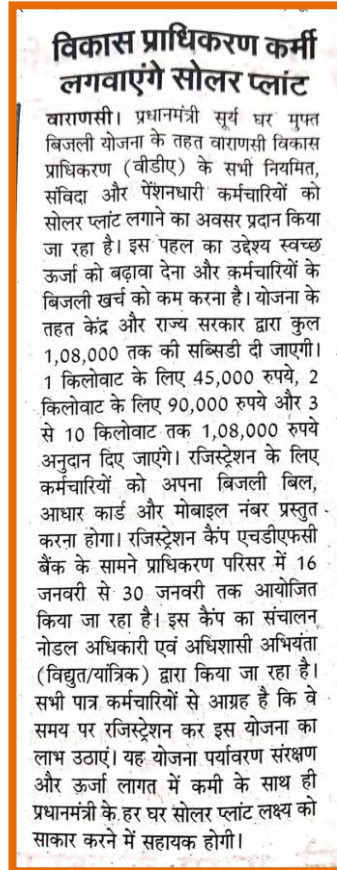 विकास प्राधिकरण कर्मी
लगवाएंगे सोलर प्लांट
वाराणसी। प्रधानमंत्री सूर्य घर मुफ्त
बिजली योजना के तहत वाराणसी विकास
प्राधिकरण (वीडीए) के सभी नियमित,
संविदा और पेंशनधारी कर्मचारियों को
सोलर प्लांट लगाने का अवसर प्रदान किया
जा रहा है। इस पहल का उद्देश्य स्वच्छ
ऊर्जा को बढ़ावा देना और कर्मचारियों के
बिजली खर्च को कम करना है। योजना के
तहत केंद्र और राज्य सरकार द्वारा कुल
1,08,000 तक की सब्सिडी दी जाएगी।
1 किलोवाट के लिए 45,000 रुपये, 2
किलोवाट के लिए 90,000 रुपये और 3
से 10 किलोवाट तक 1,08,000 रुपये
अनुदान दिए जाएंगे। रजिस्ट्रेशन के लिए
कर्मचारियों को अपना बिजली बिल,
आधार कार्ड और मोबाइल नंबर प्रस्तुत
करना होगा। रजिस्ट्रेशन कैंप एचडीएफसी
बैंक के सामने प्राधिकरण परिसर में 16
जनवरी से 30 जनवरी तक आयोजित
किया जा रहा है। इस कैंप का संचालन
नोडल अधिकारी एवं अधिशासी अभियंता
(विद्युत/यांत्रिक) द्वारा किया जा रहा है।
सभी पात्र कर्मचारियों से आग्रह है कि वे
समय पर रजिस्ट्रेशन कर इस योजना का
लाभ उठाएं। यह योजना पर्यावरण संरक्षण
और ऊर्जा लागत में कमी के साथ ही
प्रधानमंत्री के हर घर सोलर प्लांट लक्ष्य को
साकार करने में सहायक होगी।